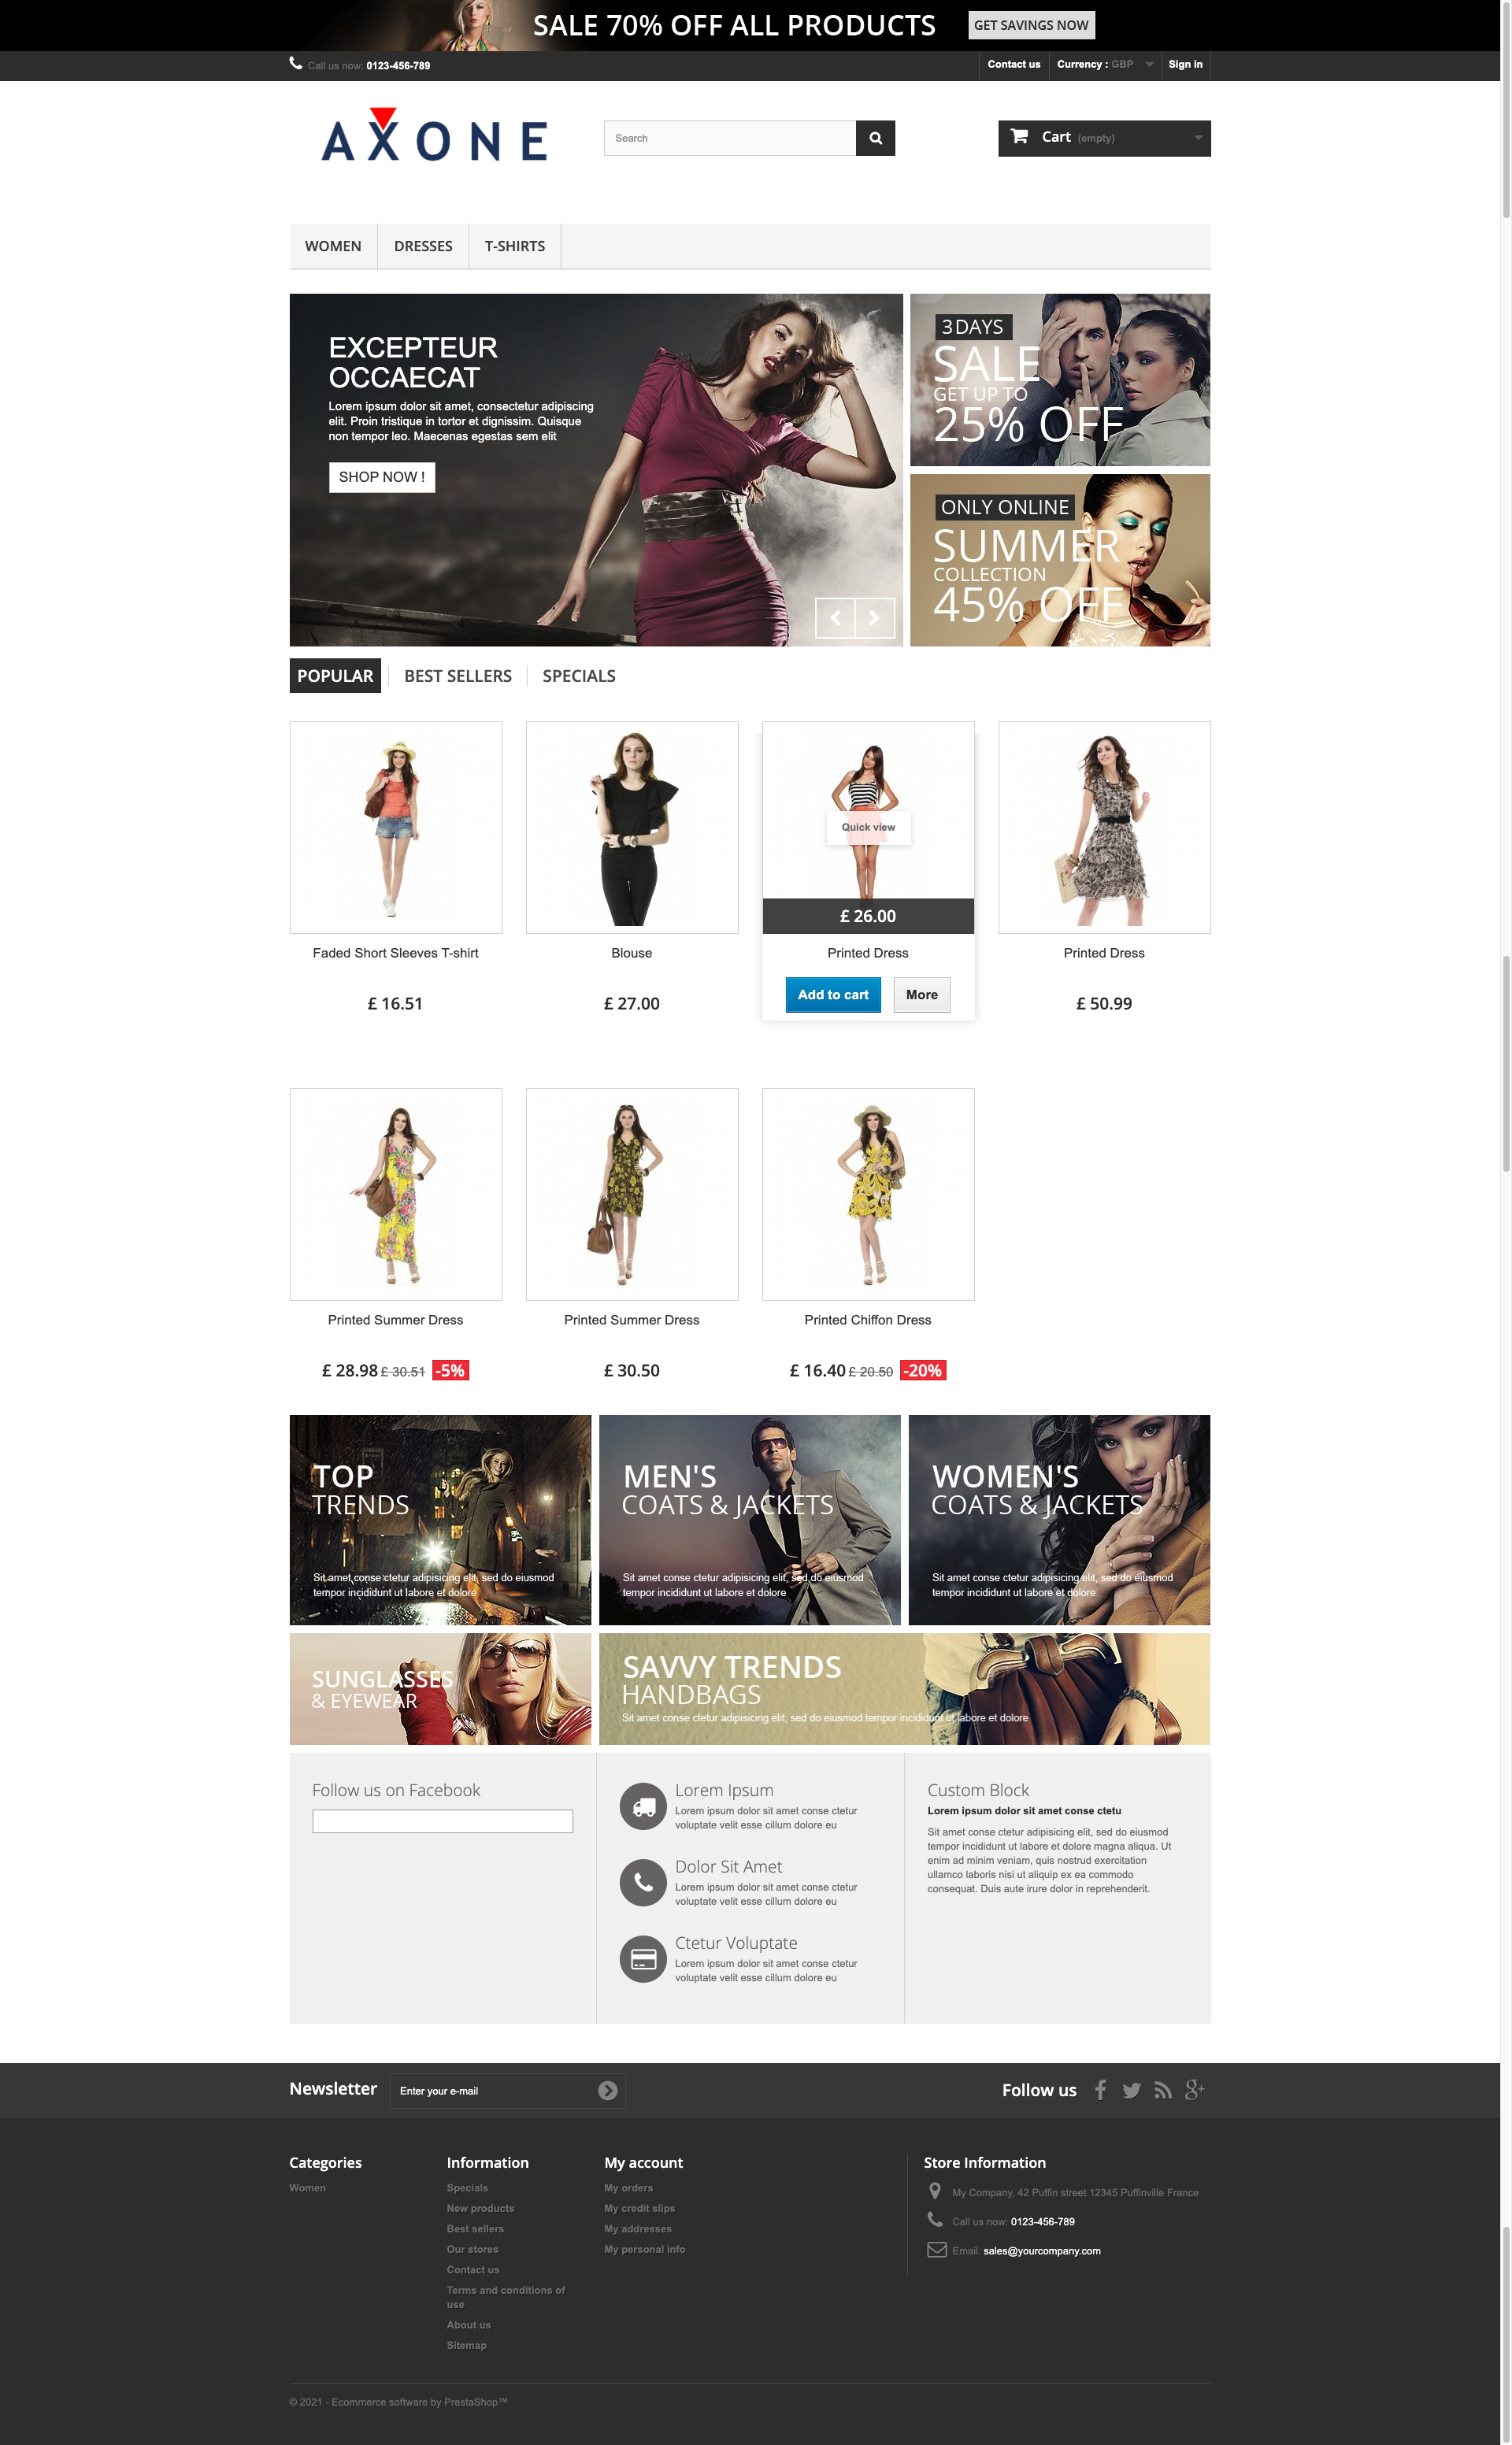 SALE 70% OFF ALL PRODUCTS
GET SAVINGS NOW
Call us now: 0123-456-789
Contact us
Currency : GBP
Sign in
AXONE
Search
Cart (empty)
WOMEN
DRESSES
T-SHIRTS
EXCEPTEUR
OCCAECAT
Lorem ipsum dolor sit amet, consectetur adipiscing
elit. Proin tristique in tortor et dignissim. Quisque
non tempor leo. Maecenas egestas sem elit
SHOP NOW !
3 DAYS
SALE
GET UP TO
25% OFF
ONLY ONLINE
SUMMER
COLLECTION
45% OFF
POPULAR
BEST SELLERS
SPECIALS
Quick view
£ 26.00
Faded Short Sleeves T-shirt
Blouse
Printed Dress
Printed Dress
£ 16.51
£ 27.00
Add to cart
More
£ 50.99
Printed Summer Dress
Printed Summer Dress
Printed Chiffon Dress
£ 28.98 £ 30.51 -5%
£ 30.50
£ 16.40 £ 20.50 -20%
TOP
TRENDS
Sit amet conse ctetur adipisicing elit, sed do eiusmod
tempor incididunt ut labore et dolore
MEN'S
COATS & JACKETS
Sit amet conse ctetur adipisicing elit, sed do eiusmod
tempor incididunt ut labore et dolore
WOMEN'S
COATS & JACKETS
Sit amet conse ctetur adipisicing elit, sed do eiusmod
tempor incididunt ut labore et dolore
SUNGLASSES
& EYEWEAR
SAVVY TRENDS
HANDBAGS
Sit amet conse ctetur adipisicing elit, sed do eiusmod tempor incididunt ut labore et dolore
Follow us on Facebook
Lorem Ipsum
Lorem ipsum dolor sit amet conse ctetur
voluptate velit esse cillum dolore eu
Dolor Sit Amet
Lorem ipsum dolor sit amet conse ctetur
voluptate velit esse cillum dolore eu
Ctetur Voluptate
Lorem ipsum dolor sit amet conse ctetur
voluptate velit esse cillum dolore eu
Custom Block
Lorem ipsum dolor sit amet conse ctetu
Sit amet conse ctetur adipisicing elit, sed do eiusmod
tempor incididunt ut labore et dolore magna aliqua. Ut
enim ad minim veniam, quis nostrud exercitation
ullamco laboris nisi ut aliquip ex ea commodo
consequat. Duis aute irure dolor in reprehenderit.
Newsletter
Enter your e-mail
Follow us
Categories
Women
Information
Specials
New products
Best sellers
Our stores
Contact us
Terms and conditions of
use
About us
Sitemap
My account
My orders
My credit slips
My addresses
My personal info
Store Information
My Company, 42 Puffin street 12345 Puffinville France
Call us now: 0123-456-789
Email: sales@yourcompany.com
© 2021 - Ecommerce software by PrestaShop™